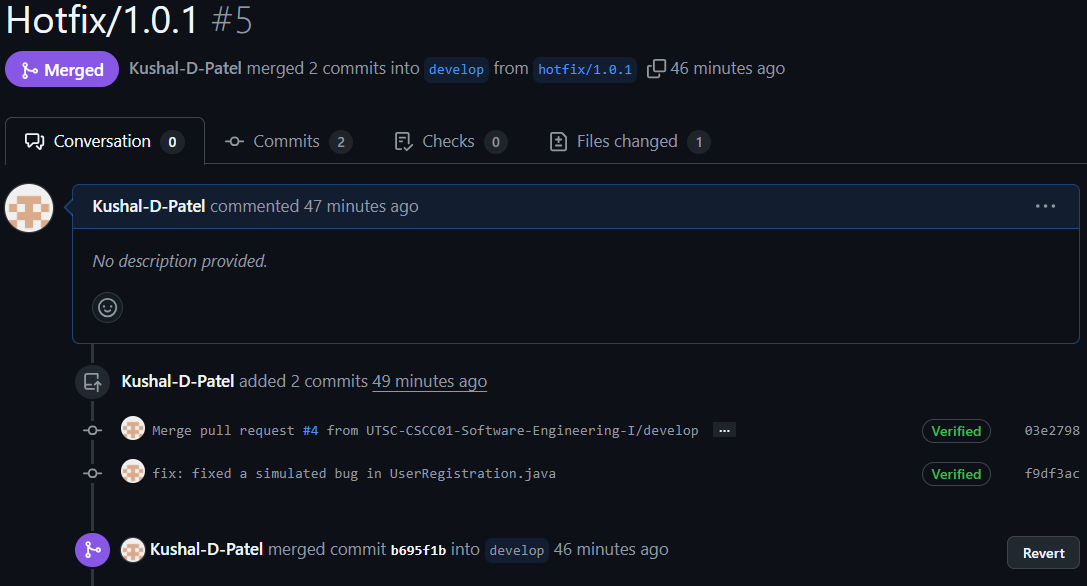 Hotfix/1.0.1 #5
Merged Kushal-D-Patel merged 2 commits into develop from hotfix/1.0.1 46 minutes ago
Conversation 0 Commits 2 Checks 0 Files changed 1
Kushal-D-Patel commented 47 minutes ago ...
No description provided.
Kushal-D-Patel added 2 commits 49 minutes ago
Merge pull request #4 from UTSC-CSCC01-Software-Engineering-I/develop ... Verified 03e2798
fix: fixed a simulated bug in UserRegistration.java Verified f9df3ac
Kushal-D-Patel merged commit b695f1b into develop 46 minutes ago Revert